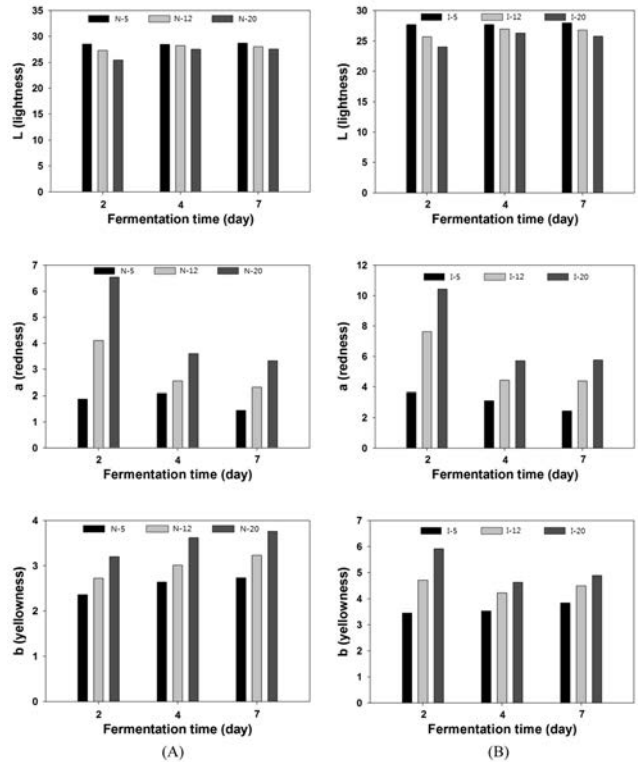 N-5 N-12 N-20
35
30
25
20
15
10
5
0
L (lightness)
2 4 7
Fermentation time (day)
I-5 I-12 I-20
30
25
20
15
10
5
0
L (lightness)
2 4 7
Fermentation time (day)
N-5 N-12 N-20
7
6
5
4
3
2
1
0
a (redness)
2 4 7
Fermentation time (day)
I-5 I-12 I-20
12
10
8
6
4
2
0
a (redness)
2 4 7
Fermentation time (day)
N-5 N-12 N-20
4
3
2
1
0
b (yellowness)
2 4 7
Fermentation time (day)
(A)
I-5 I-12 I-20
7
6
5
4
3
2
1
0
b (yellowness)
2 4 7
Fermentation time (day)
(B)